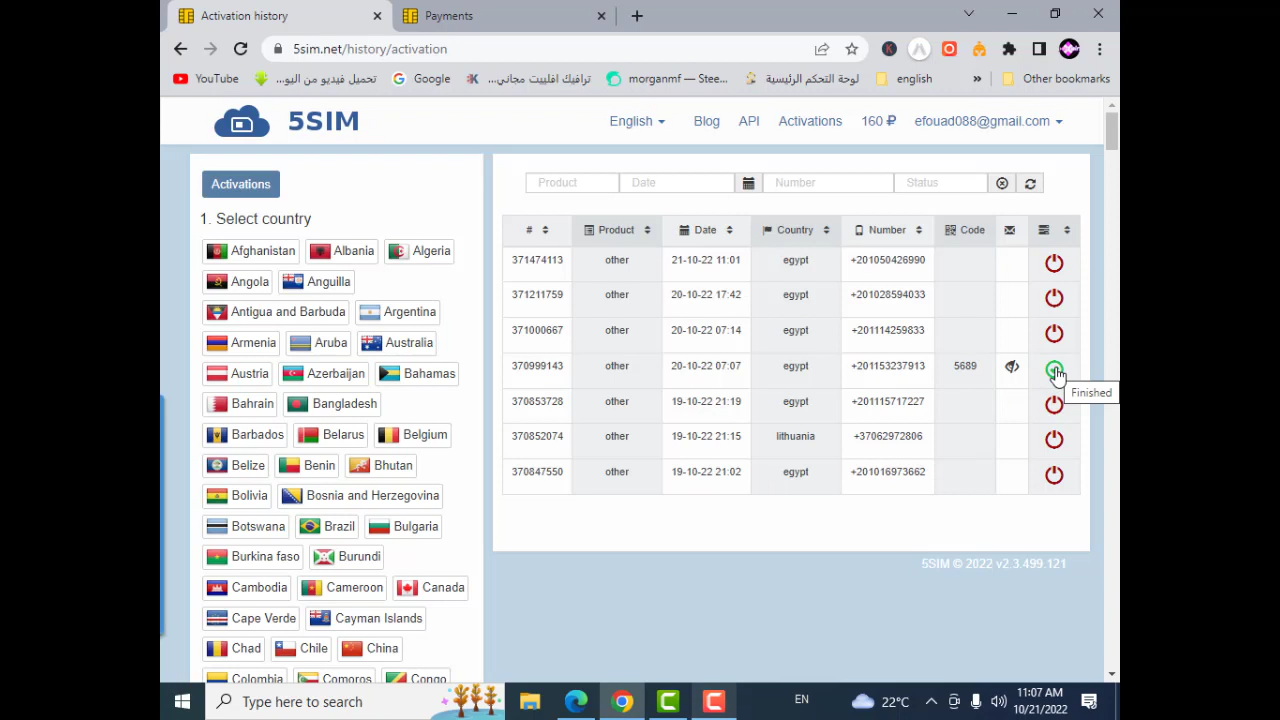 Activation history
Payments
5sim.net/history/activation
YouTube
تحميل فيديو من اليو...
Google
ترافيك افلييت مجاني...
morganmf — Stee...
لوحة التحكم الرئيسية
english
»
Other bookmarks
5SIM
English
Blog
API
Activations
160 ₽
efouad088@gmail.com
Activations
1. Select country
Afghanistan Albania Algeria
Angola Anguilla
Antigua and Barbuda Argentina
Armenia Aruba Australia
Austria Azerbaijan Bahamas
Bahrain Bangladesh
Barbados Belarus Belgium
Belize Benin Bhutan
Bolivia Bosnia and Herzegovina
Botswana Brazil Bulgaria
Burkina faso Burundi
Cambodia Cameroon Canada
Cape Verde Cayman Islands
Chad Chile China
Colombia Comoros Congo
Product Date Number Status
# Product Date Country Number Code
371474113 other 21-10-22 11:01 egypt +201050426990
371211759 other 20-10-22 17:42 egypt +201028594033
371000667 other 20-10-22 07:14 egypt +201114259833
370999143 other 20-10-22 07:07 egypt +201153237913 5689
Finished
370853728 other 19-10-22 21:19 egypt +201115717227
370852074 other 19-10-22 21:15 lithuania +37062972806
370847550 other 19-10-22 21:02 egypt +201016973662
5SIM © 2022 v2.3.499.121
Type here to search
EN
22°C
11:07 AM
10/21/2022